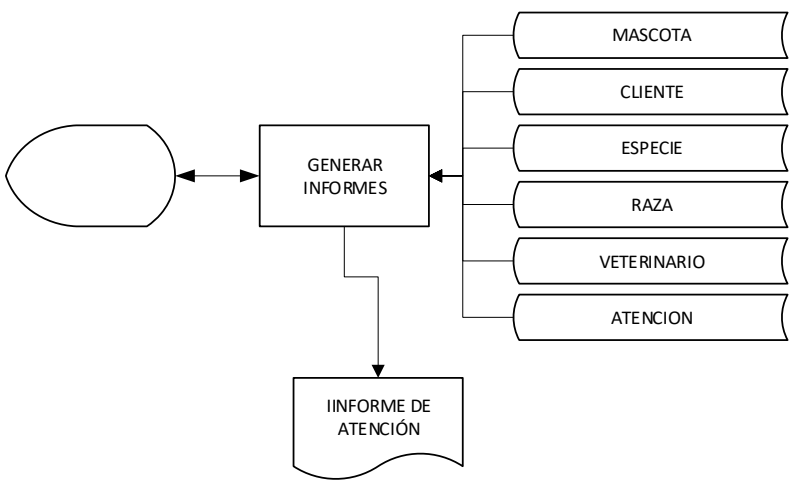 MASCOTA
CLIENTE
ESPECIE
RAZA
VETERINARIO
ATENCION
GENERAR
INFORMES
IINFORME DE
ATENCIÓN